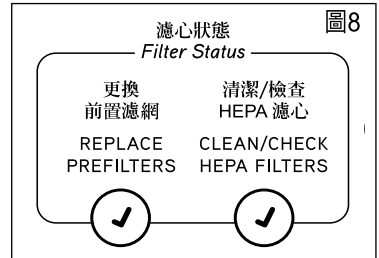 圖8
濾心狀態
Filter Status
更換
前置濾網
REPLACE
PREFILTERS
清潔/檢查
HEPA 濾心
CLEAN/CHECK
HEPA FILTERS